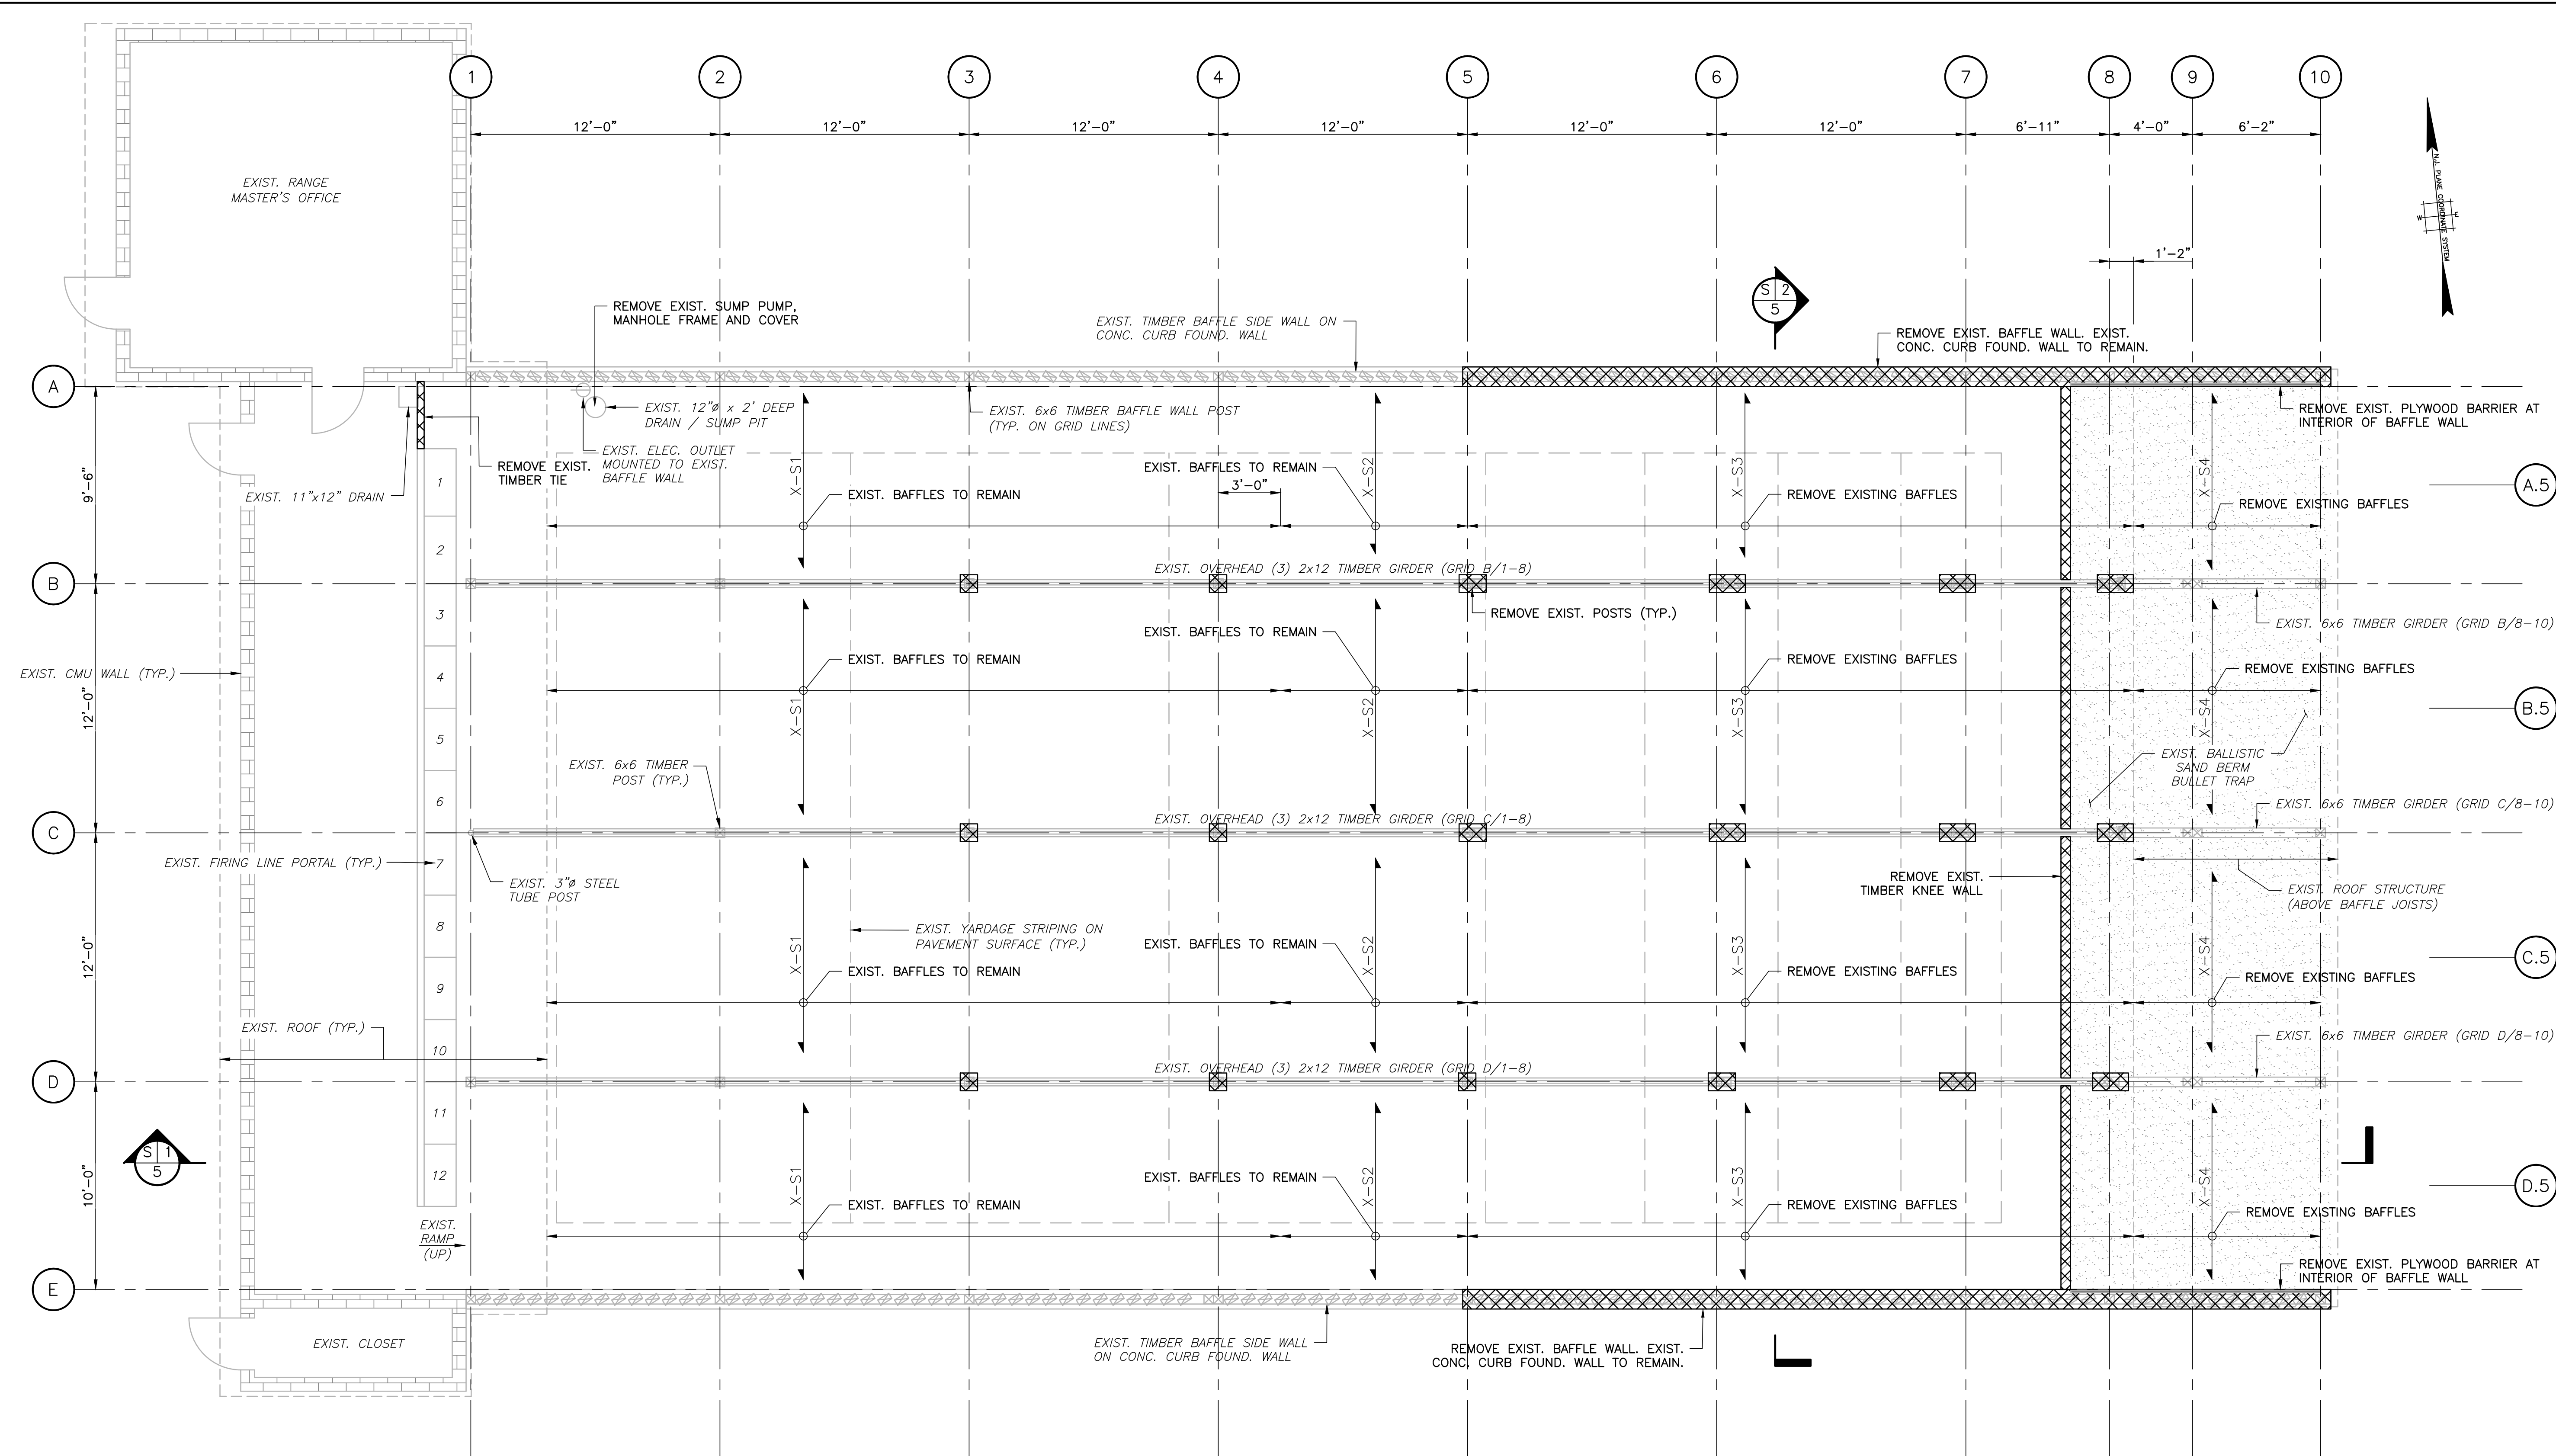 1 2 3 4 5 6 7 8 9 10
12'-0" 12'-0" 12'-0" 12'-0" 12'-0" 12'-0" 6'-11" 4'-0" 6'-2"
N.J. PLANE COORDINATE SYSTEM
W E
EXIST. RANGE
MASTER'S OFFICE
1'-2"
S 2
5
REMOVE EXIST. SUMP PUMP,
MANHOLE FRAME AND COVER
EXIST. TIMBER BAFFLE SIDE WALL ON
CONC. CURB FOUND. WALL
REMOVE EXIST. BAFFLE WALL. EXIST.
CONC. CURB FOUND. WALL TO REMAIN.
A
EXIST. 12"ø x 2' DEEP
DRAIN / SUMP PIT
EXIST. 6x6 TIMBER BAFFLE WALL POST
(TYP. ON GRID LINES)
REMOVE EXIST. PLYWOOD BARRIER AT
INTERIOR OF BAFFLE WALL
EXIST. ELEC. OUTLET
MOUNTED TO EXIST.
BAFFLE WALL
REMOVE EXIST.
TIMBER TIE
EXIST. 11"x12" DRAIN
9'-6"
1
X-S1
X-S2
X-S3
X-S4
EXIST. BAFFLES TO REMAIN
3'-0"
EXIST. BAFFLES TO REMAIN
REMOVE EXISTING BAFFLES
REMOVE EXISTING BAFFLES
A.5
2
EXIST. OVERHEAD (3) 2x12 TIMBER GIRDER (GRID B/1-8)
B
3
REMOVE EXIST. POSTS (TYP.)
EXIST. 6x6 TIMBER GIRDER (GRID B/8-10)
EXIST. BAFFLES TO REMAIN
EXIST. BAFFLES TO REMAIN
REMOVE EXISTING BAFFLES
REMOVE EXISTING BAFFLES
EXIST. CMU WALL (TYP.)
4
12'-0"
X-S1
X-S2
X-S3
X-S4
B.5
5
EXIST. 6x6 TIMBER
POST (TYP.)
EXIST. BALLISTIC
SAND BERM
BULLET TRAP
6
EXIST. 6x6 TIMBER GIRDER (GRID C/8-10)
EXIST. OVERHEAD (3) 2x12 TIMBER GIRDER (GRID C/1-8)
C
EXIST. FIRING LINE PORTAL (TYP.)
7
EXIST. 3"ø STEEL
TUBE POST
REMOVE EXIST.
TIMBER KNEE WALL
EXIST. ROOF STRUCTURE
(ABOVE BAFFLE JOISTS)
8
EXIST. YARDAGE STRIPING ON
PAVEMENT SURFACE (TYP.)
EXIST. BAFFLES TO REMAIN
12'-0"
X-S1
X-S2
X-S3
X-S4
C.5
EXIST. BAFFLES TO REMAIN
REMOVE EXISTING BAFFLES
REMOVE EXISTING BAFFLES
9
EXIST. ROOF (TYP.)
10
EXIST. 6x6 TIMBER GIRDER (GRID D/8-10)
EXIST. OVERHEAD (3) 2x12 TIMBER GIRDER (GRID D/1-8)
D
11
S 1
5
12
10'-0"
X-S1
X-S2
X-S3
X-S4
D.5
EXIST. BAFFLES TO REMAIN
EXIST. BAFFLES TO REMAIN
REMOVE EXISTING BAFFLES
REMOVE EXISTING BAFFLES
EXIST.
RAMP
(UP)
REMOVE EXIST. PLYWOOD BARRIER AT
INTERIOR OF BAFFLE WALL
E
EXIST. CLOSET
EXIST. TIMBER BAFFLE SIDE WALL
ON CONC. CURB FOUND. WALL
REMOVE EXIST. BAFFLE WALL. EXIST.
CONC. CURB FOUND. WALL TO REMAIN.